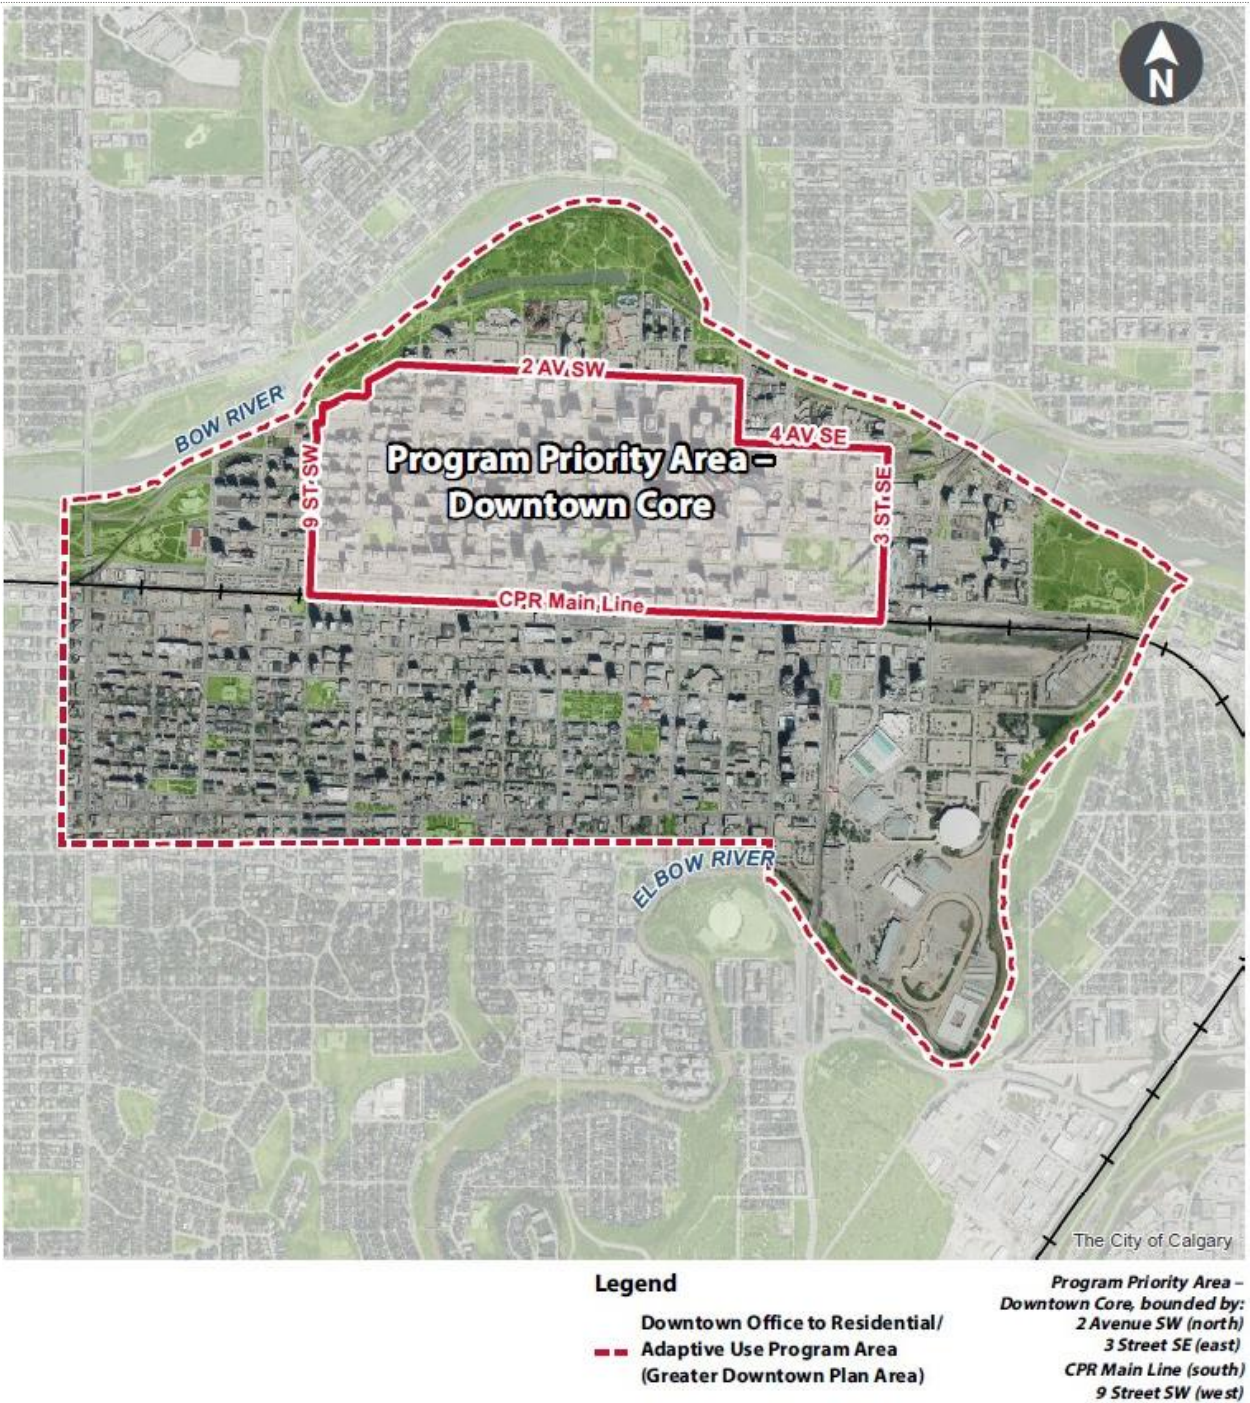 N
2 AV SW
BOW RIVER
4 AV SE
Program Priority Area –
Downtown Core
9 ST SW
3 ST SE
CPR Main Line
ELBOW RIVER
The City of Calgary
Legend
Downtown Office to Residential/
Adaptive Use Program Area
(Greater Downtown Plan Area)
Program Priority Area –
Downtown Core, bounded by:
2 Avenue SW (north)
3 Street SE (east)
CPR Main Line (south)
9 Street SW (west)